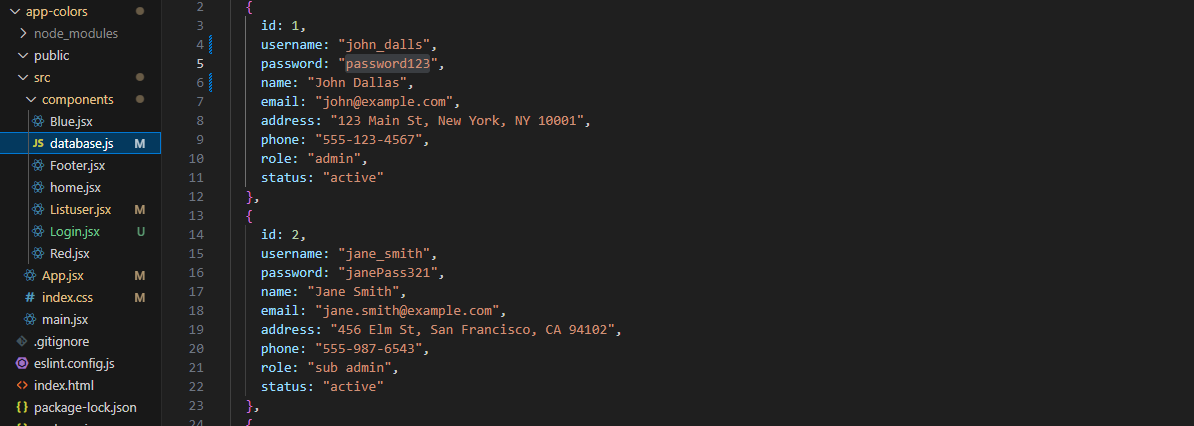 app-colors
node_modules
public
src
components
Blue.jsx
database.js M
Footer.jsx
home.jsx
Listuser.jsx M
Login.jsx U
Red.jsx
App.jsx M
index.css M
main.jsx
.gitignore
eslint.config.js
index.html
package-lock.json
2 {
3 id: 1,
4 username: "john_dalls",
5 password: "password123",
6 name: "John Dallas",
7 email: "john@example.com",
8 address: "123 Main St, New York, NY 10001",
9 phone: "555-123-4567",
10 role: "admin",
11 status: "active"
12 },
13 {
14 id: 2,
15 username: "jane_smith",
16 password: "janePass321",
17 name: "Jane Smith",
18 email: "jane.smith@example.com",
19 address: "456 Elm St, San Francisco, CA 94102",
20 phone: "555-987-6543",
21 role: "sub admin",
22 status: "active"
23 },
24 {